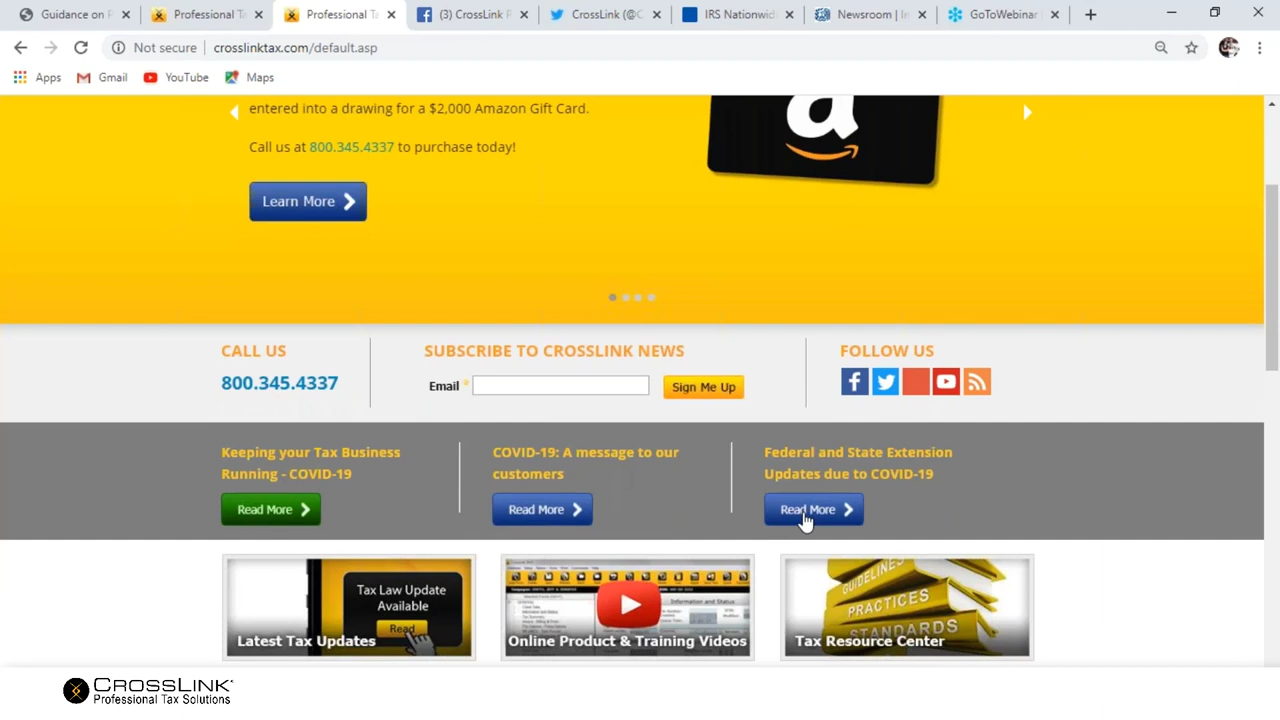 Guidance on P
Professional Ta
Professional Ta
(3) CrossLink P
CrossLink (@C
IRS Nationwid
Newsroom | In
GoToWebinar
Not secure
crosslinktax.com/default.asp
Apps
Gmail
YouTube
Maps
entered into a drawing for a $2,000 Amazon Gift Card.
Call us at 800.345.4337 to purchase today!
Learn More
CALL US
800.345.4337
SUBSCRIBE TO CROSSLINK NEWS
Email *
Sign Me Up
FOLLOW US
Keeping your Tax Business
Running - COVID-19
Read More
COVID-19: A message to our
customers
Read More
Federal and State Extension
Updates due to COVID-19
Read More
Tax Law Update
Available
Read
Latest Tax Updates
Online Product & Training Videos
GUIDELINES
PRACTICES
STANDARDS
Tax Resource Center
CROSSLINK
Professional Tax Solutions